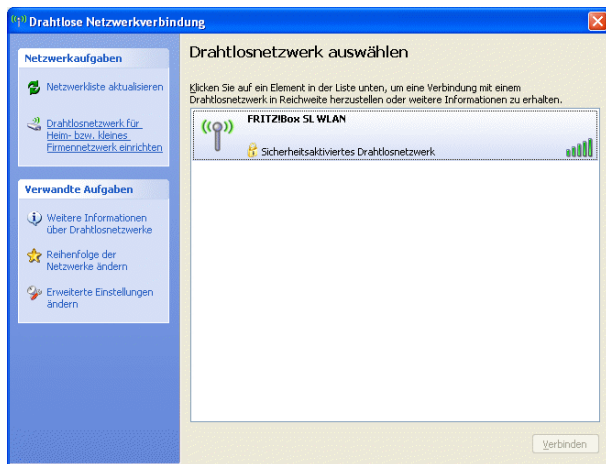 Drahtlose Netzwerkverbindung
Netzwerkaufgaben
Netzwerkliste aktualisieren
Drahtlosnetzwerk für
Heim- bzw. kleines
Firmennetzwerk einrichten
Verwandte Aufgaben
Weitere Informationen
über Drahtlosnetzwerke
Reihenfolge der
Netzwerke ändern
Erweiterte Einstellungen
ändern
Drahtlosnetzwerk auswählen
Klicken Sie auf ein Element in der Liste unten, um eine Verbindung mit einem
Drahtlosnetzwerk in Reichweite herzustellen oder weitere Informationen zu erhalten.
FRITZ!Box SL WLAN
Sicherheitsaktiviertes Drahtlosnetzwerk
Verbinden